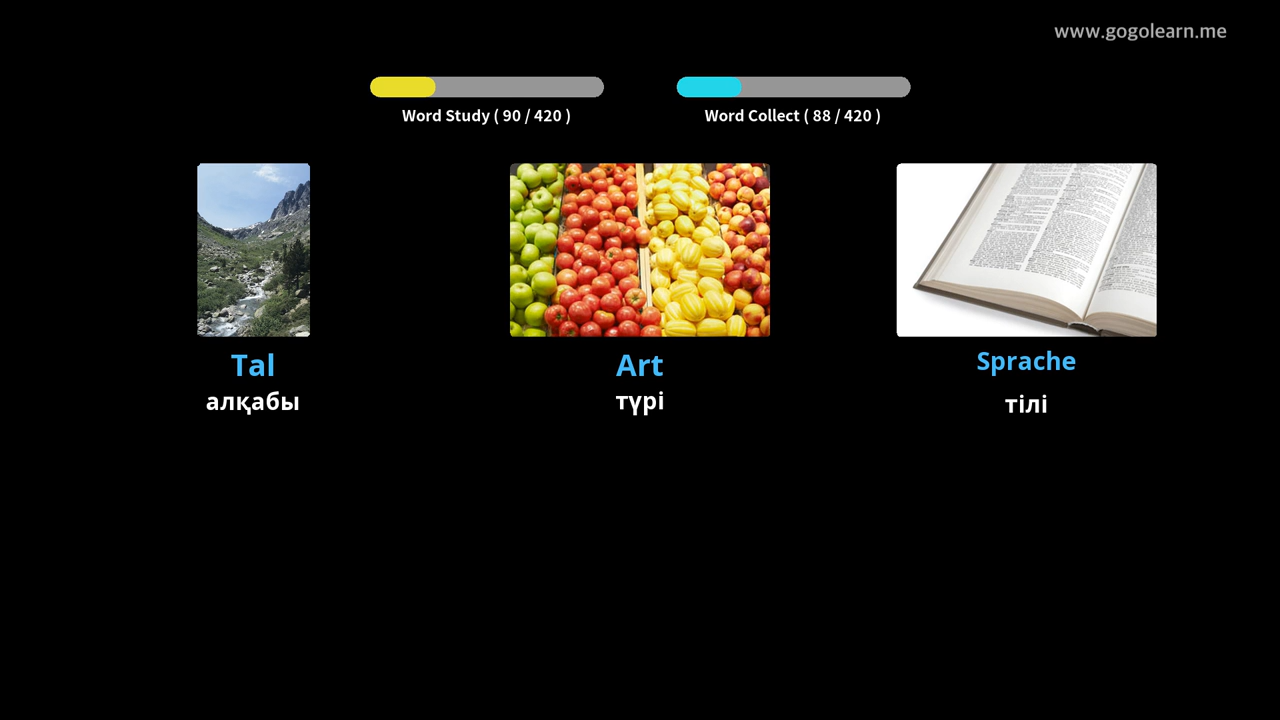 www.gogolearn.me
Word Study ( 90 / 420 )
Word Collect ( 88 / 420 )
Tal
алқабы
Art
түрі
Sprache
тілі